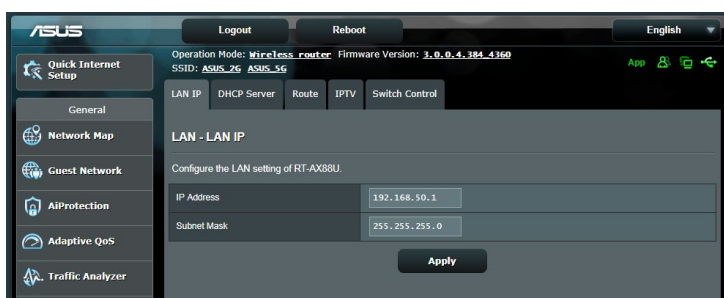 ASUS
Logout
Reboot
English
Quick Internet
Setup
General
Network Map
Guest Network
AiProtection
Adaptive QoS
Traffic Analyzer
Operation Mode: Wireless router Firmware Version: 3.0.0.4.384_4360
SSID: ASUS_2G ASUS_5G
App
LAN IP
DHCP Server
Route
IPTV
Switch Control
LAN - LAN IP
Configure the LAN setting of RT-AX88U.
IP Address
192.168.50.1
Subnet Mask
255.255.255.0
Apply